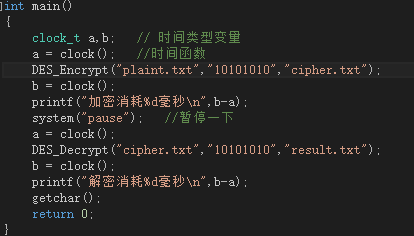 int main()
{
clock_t a,b; // 时间类型变量
a = clock(); //时间函数
DES_Encrypt("plaint.txt","10101010","cipher.txt");
b = clock();
printf("加密消耗%d毫秒\n",b-a);
system("pause"); //暂停一下
a = clock();
DES_Decrypt("cipher.txt","10101010","result.txt");
b = clock();
printf("解密消耗%d毫秒\n",b-a);
getchar();
return 0;
}